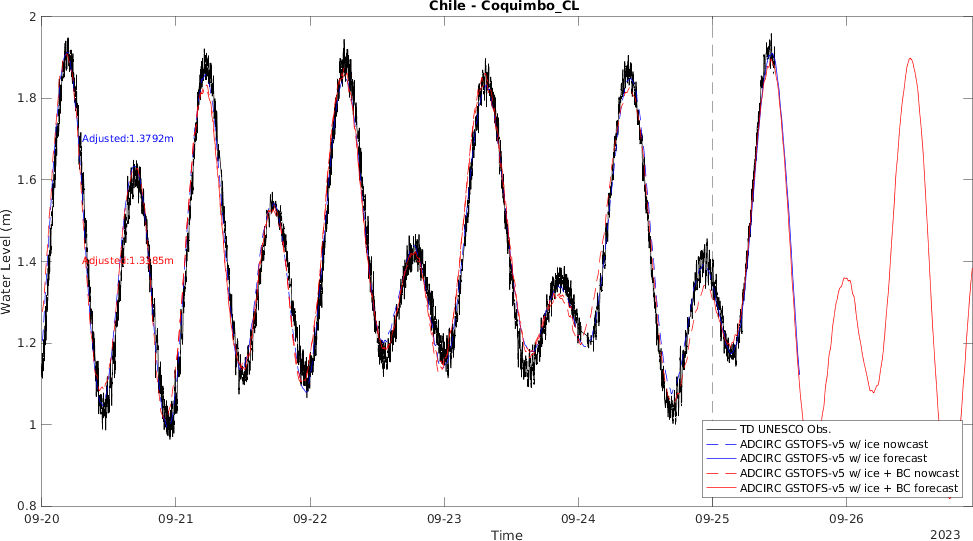 Chile - Coquimbo_CL
2
1.8
1.6
1.4
1.2
1
0.8
Water Level (m)
Adjusted:1.3792m
Adjusted:1.3585m
TD UNESCO Obs.
ADCIRC GSTOFS-v5 w/ ice nowcast
ADCIRC GSTOFS-v5 w/ ice forecast
ADCIRC GSTOFS-v5 w/ ice + BC nowcast
ADCIRC GSTOFS-v5 w/ ice + BC forecast
09-20 09-21 09-22 09-23 09-24 09-25 09-26
Time
2023